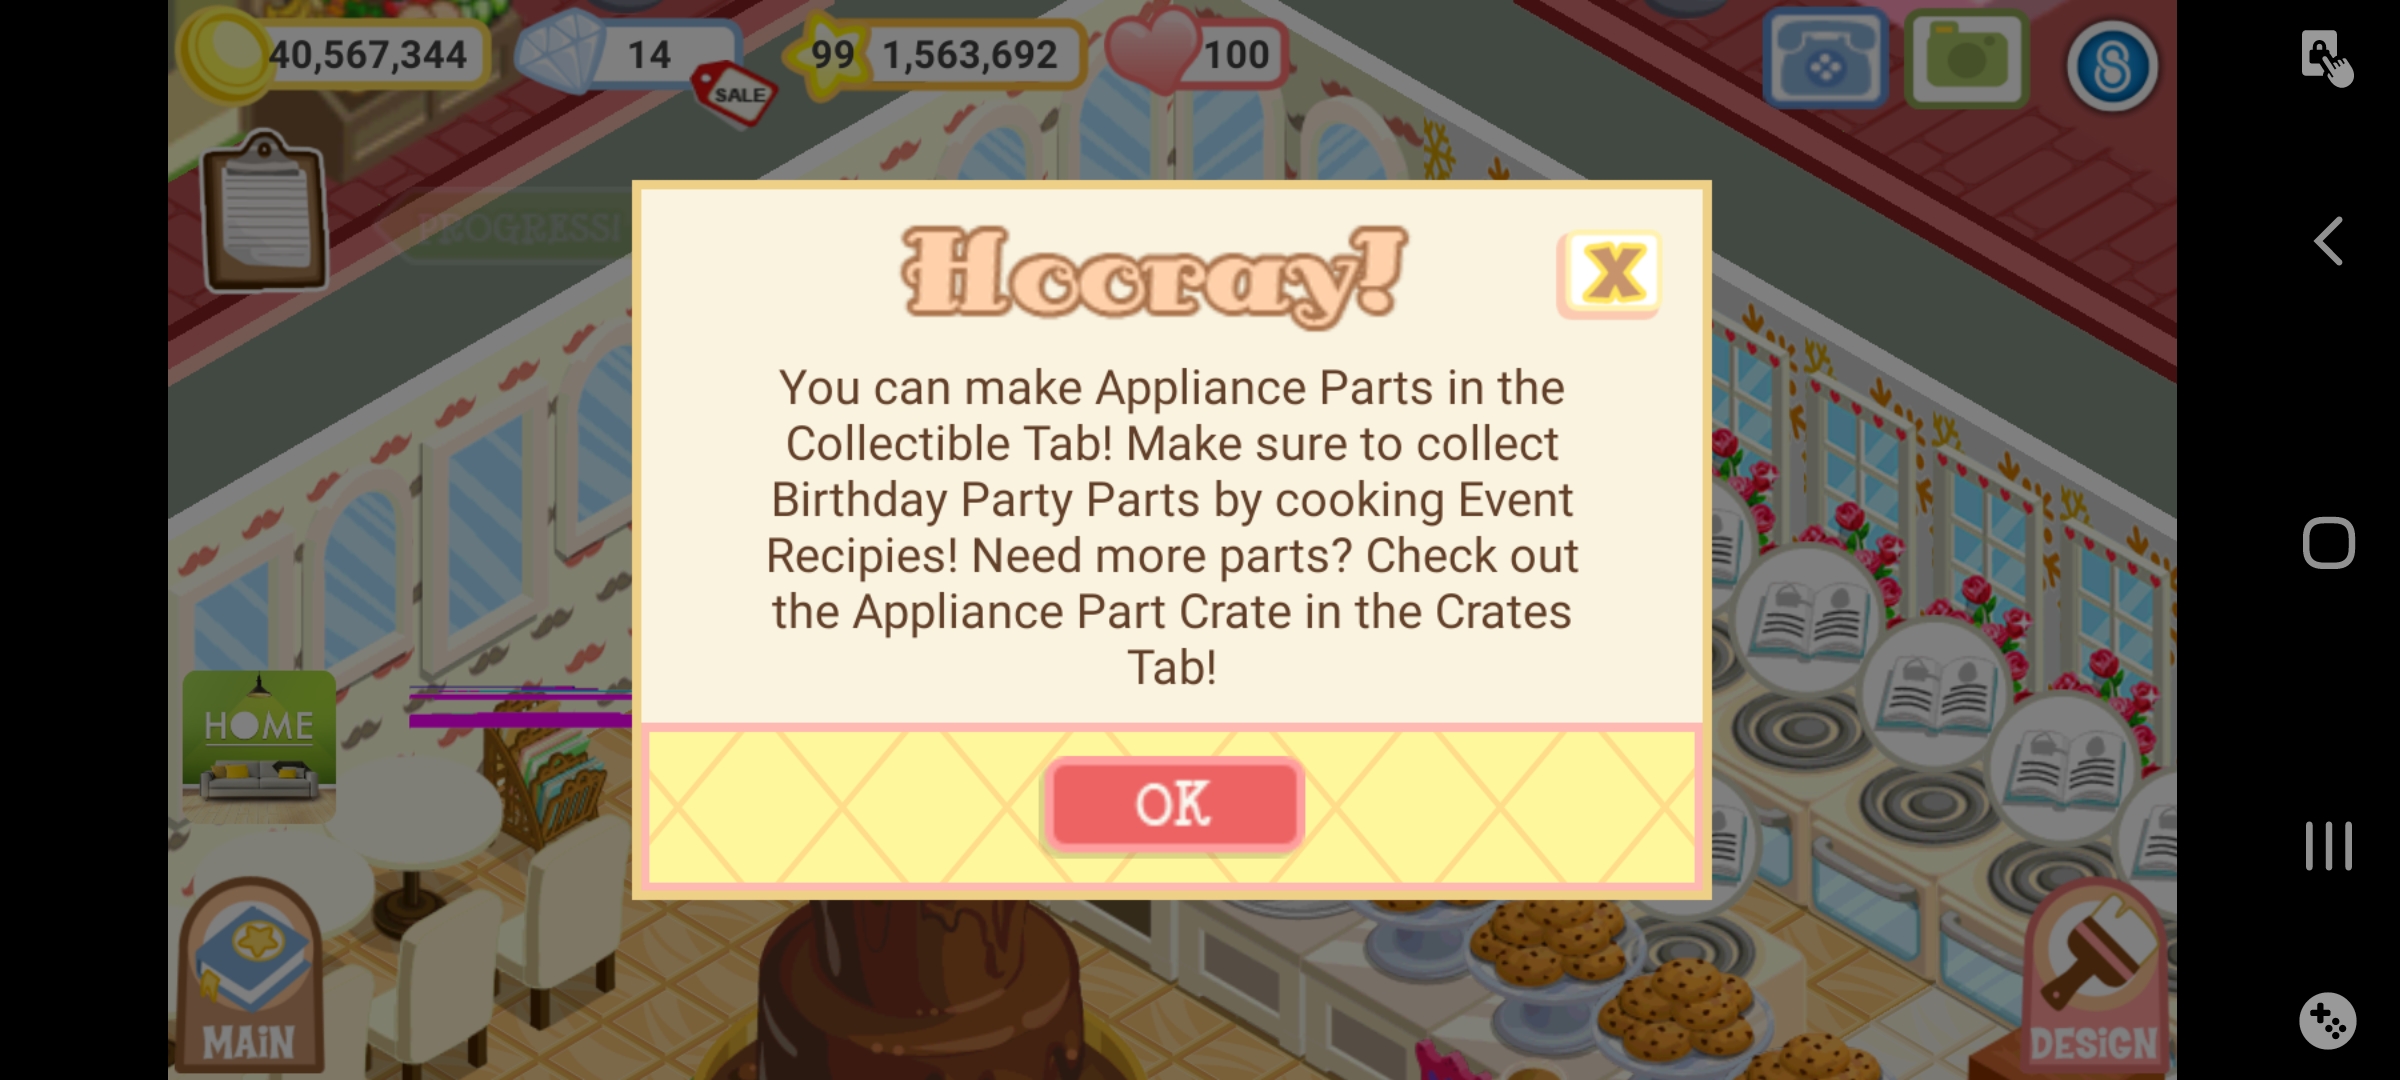 40,567,344
14
SALE
99
1,563,692
100
PROGRESS!
Hooray!
X
You can make Appliance Parts in the
Collectible Tab! Make sure to collect
Birthday Party Parts by cooking Event
Recipies! Need more parts? Check out
the Appliance Part Crate in the Crates
Tab!
HOME
OK
MAiN
DESiGN